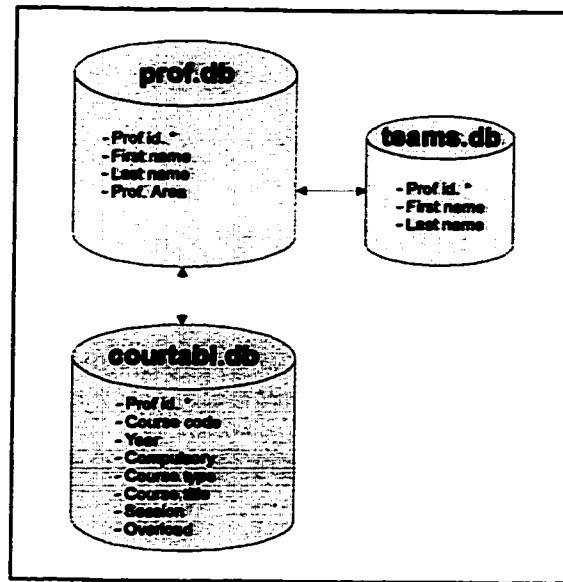 prof.db
- Prof id. *
- First name
- Last name
- Prof. Area
teams.db
- Prof id. *
- First name
- Last name
courtabl.db
- Prof id. *
- Course code
- Year
- Compulsory
- Course type
- Course title
- Session
- Overload